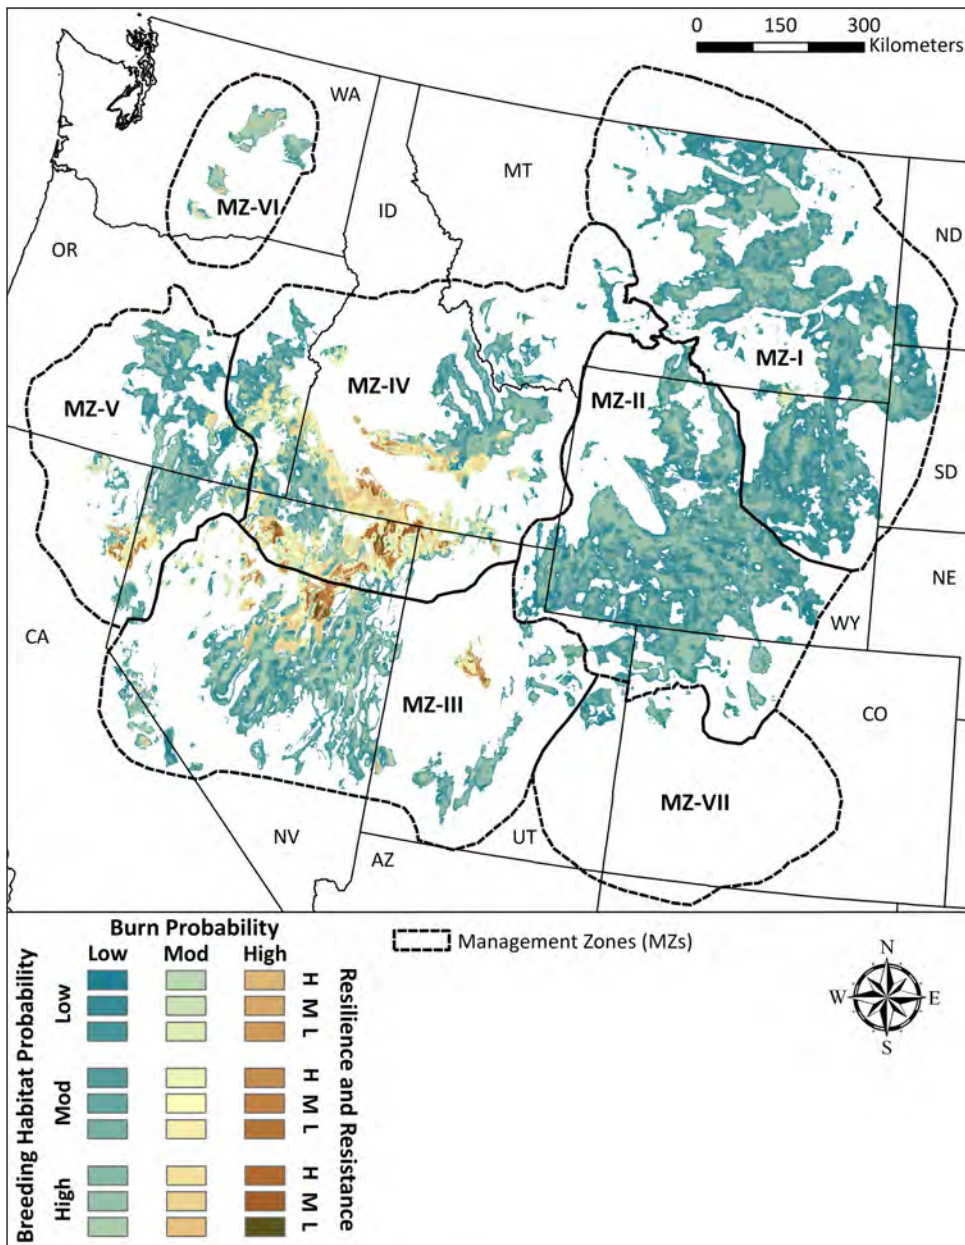 0 150 300
Kilometers
WA
MT
ID
ND
MZ-VI
OR
MZ-I
MZ-IV
MZ-II
MZ-V
SD
NE
WY
CA
CO
MZ-III
MZ-VII
NV
UT
AZ
Burn Probability
Low Mod High
Management Zones (MZs)
Breeding Habitat Probability
Low
Mod
High
H
M
L
H
M
L
H
M
L
Resilience and Resistance
N
W E
S